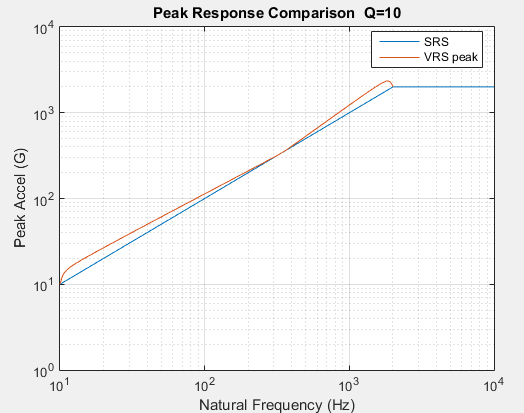 Peak Response Comparison Q=10
SRS
VRS peak
Peak Accel (G)
10^4
10^3
10^2
10^1
10^0
10^1 10^2 10^3 10^4
Natural Frequency (Hz)